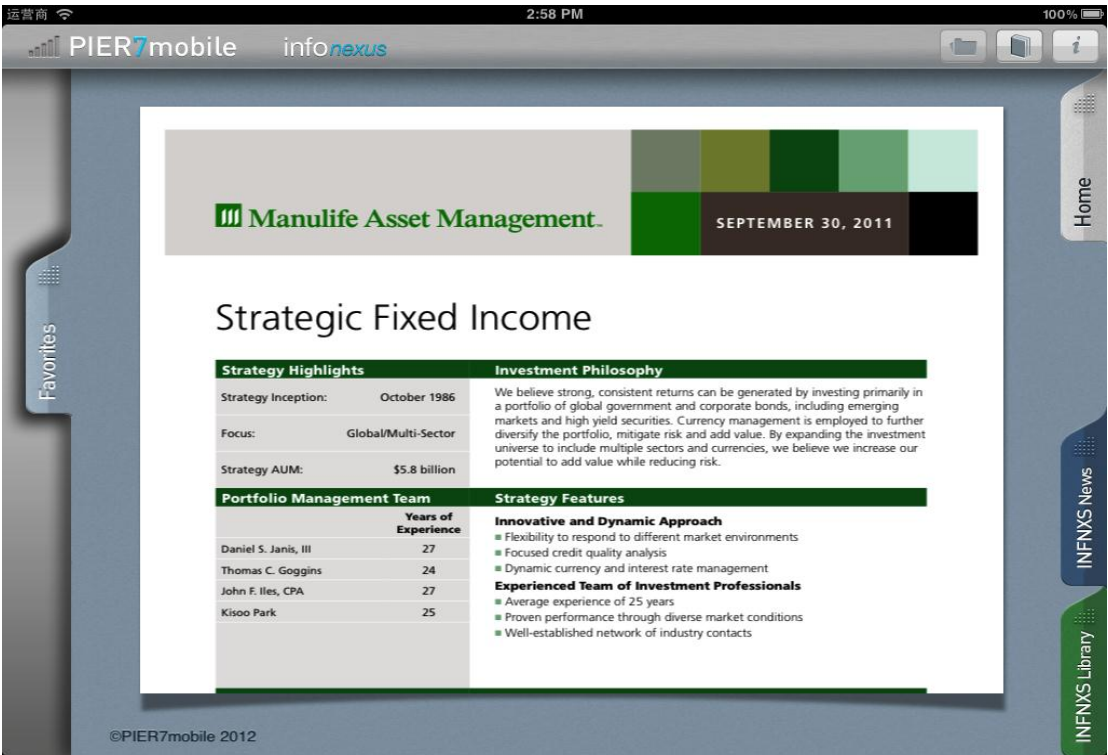 运营商 2:58 PM 100%
PIER7mobile infonexus i
Home
Favorites
INFNXS News
INFNXS Library
Manulife Asset Management™
SEPTEMBER 30, 2011
Strategic Fixed Income
Strategy Highlights
Strategy Inception: October 1986
Focus: Global/Multi-Sector
Strategy AUM: $5.8 billion
Investment Philosophy
We believe strong, consistent returns can be generated by investing primarily in
a portfolio of global government and corporate bonds, including emerging
markets and high yield securities. Currency management is employed to further
diversify the portfolio, mitigate risk and add value. By expanding the investment
universe to include multiple sectors and currencies, we believe we increase our
potential to add value while reducing risk.
Portfolio Management Team
Years of
Experience
Daniel S. Janis, III 27
Thomas C. Goggins 24
John F. Iles, CPA 27
Kisoo Park 25
Strategy Features
Innovative and Dynamic Approach
■ Flexibility to respond to different market environments
■ Focused credit quality analysis
■ Dynamic currency and interest rate management
Experienced Team of Investment Professionals
■ Average experience of 25 years
■ Proven performance through diverse market conditions
■ Well-established network of industry contacts
©PIER7mobile 2012